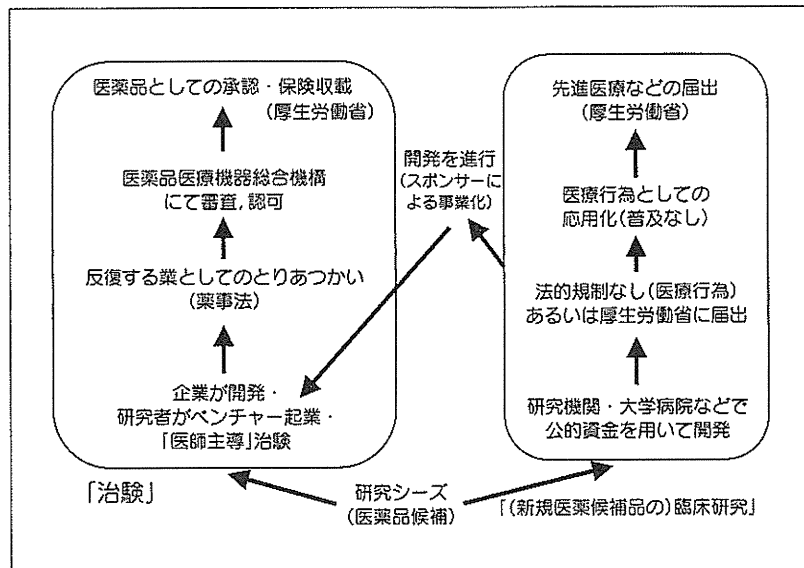 医薬品としての承認・保険収載
(厚生労働省)
医薬品医療機器総合機構
にて審査,認可
反復する業としてのとりあつかい
(薬事法)
企業が開発・
研究者がベンチャー起業・
「医師主導」治験
「治験」
開発を進行
(スポンサーに
よる事業化)
先進医療などの届出
(厚生労働省)
医療行為としての
応用化(普及なし)
法的規制なし(医療行為)
あるいは厚生労働省に届出
研究機関・大学病院などで
公的資金を用いて開発
研究シーズ
(医薬品候補)
「(新規医薬候補品の)臨床研究」